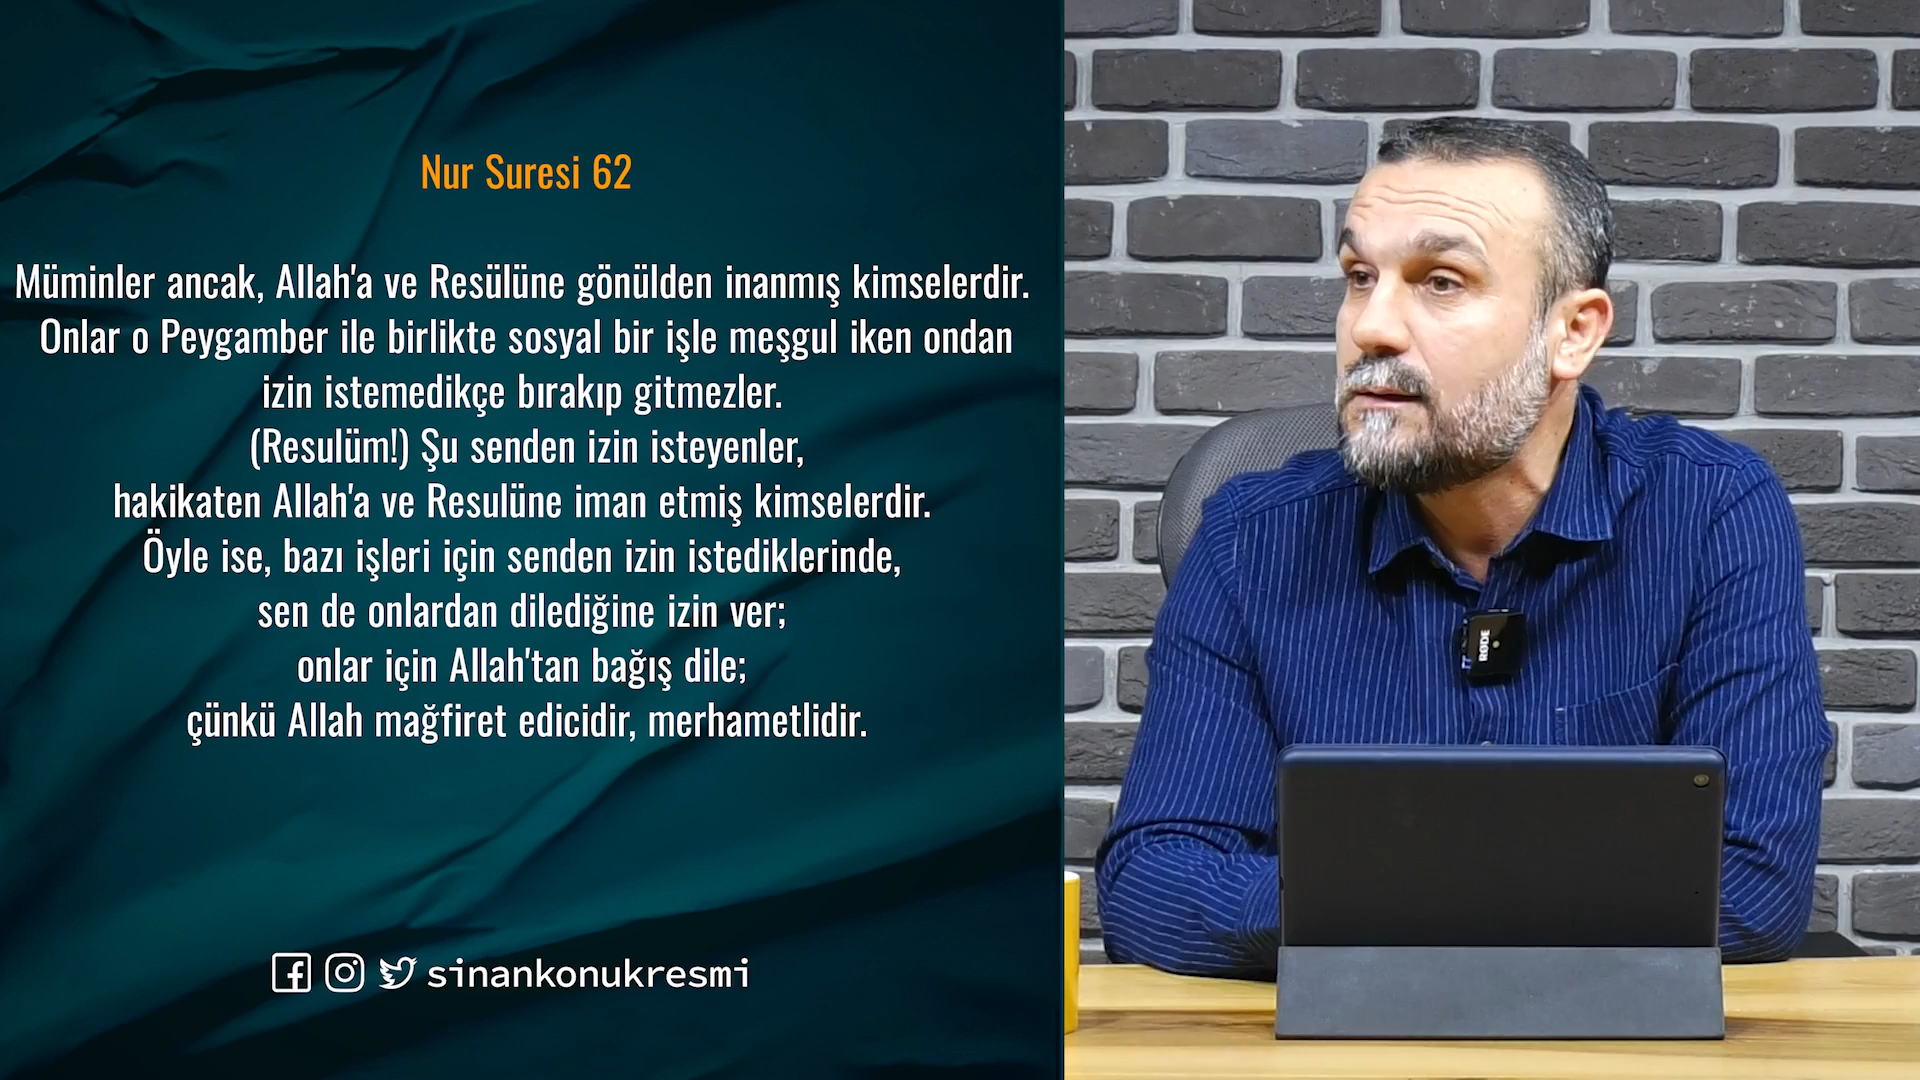 Nur Suresi 62
Müminler ancak, Allah'a ve Resülüne gönülden inanmış kimselerdir.
Onlar o Peygamber ile birlikte sosyal bir işle meşgul iken ondan
izin istemedikçe bırakıp gitmezler.
(Resulüm!) Şu senden izin isteyenler,
hakikaten Allah'a ve Resulüne iman etmiş kimselerdir.
Öyle ise, bazı işleri için senden izin istediklerinde,
sen de onlardan dilediğine izin ver;
onlar için Allah'tan bağış dile;
çünkü Allah mağfiret edicidir, merhametlidir.
sinankonukresmi
RØDE